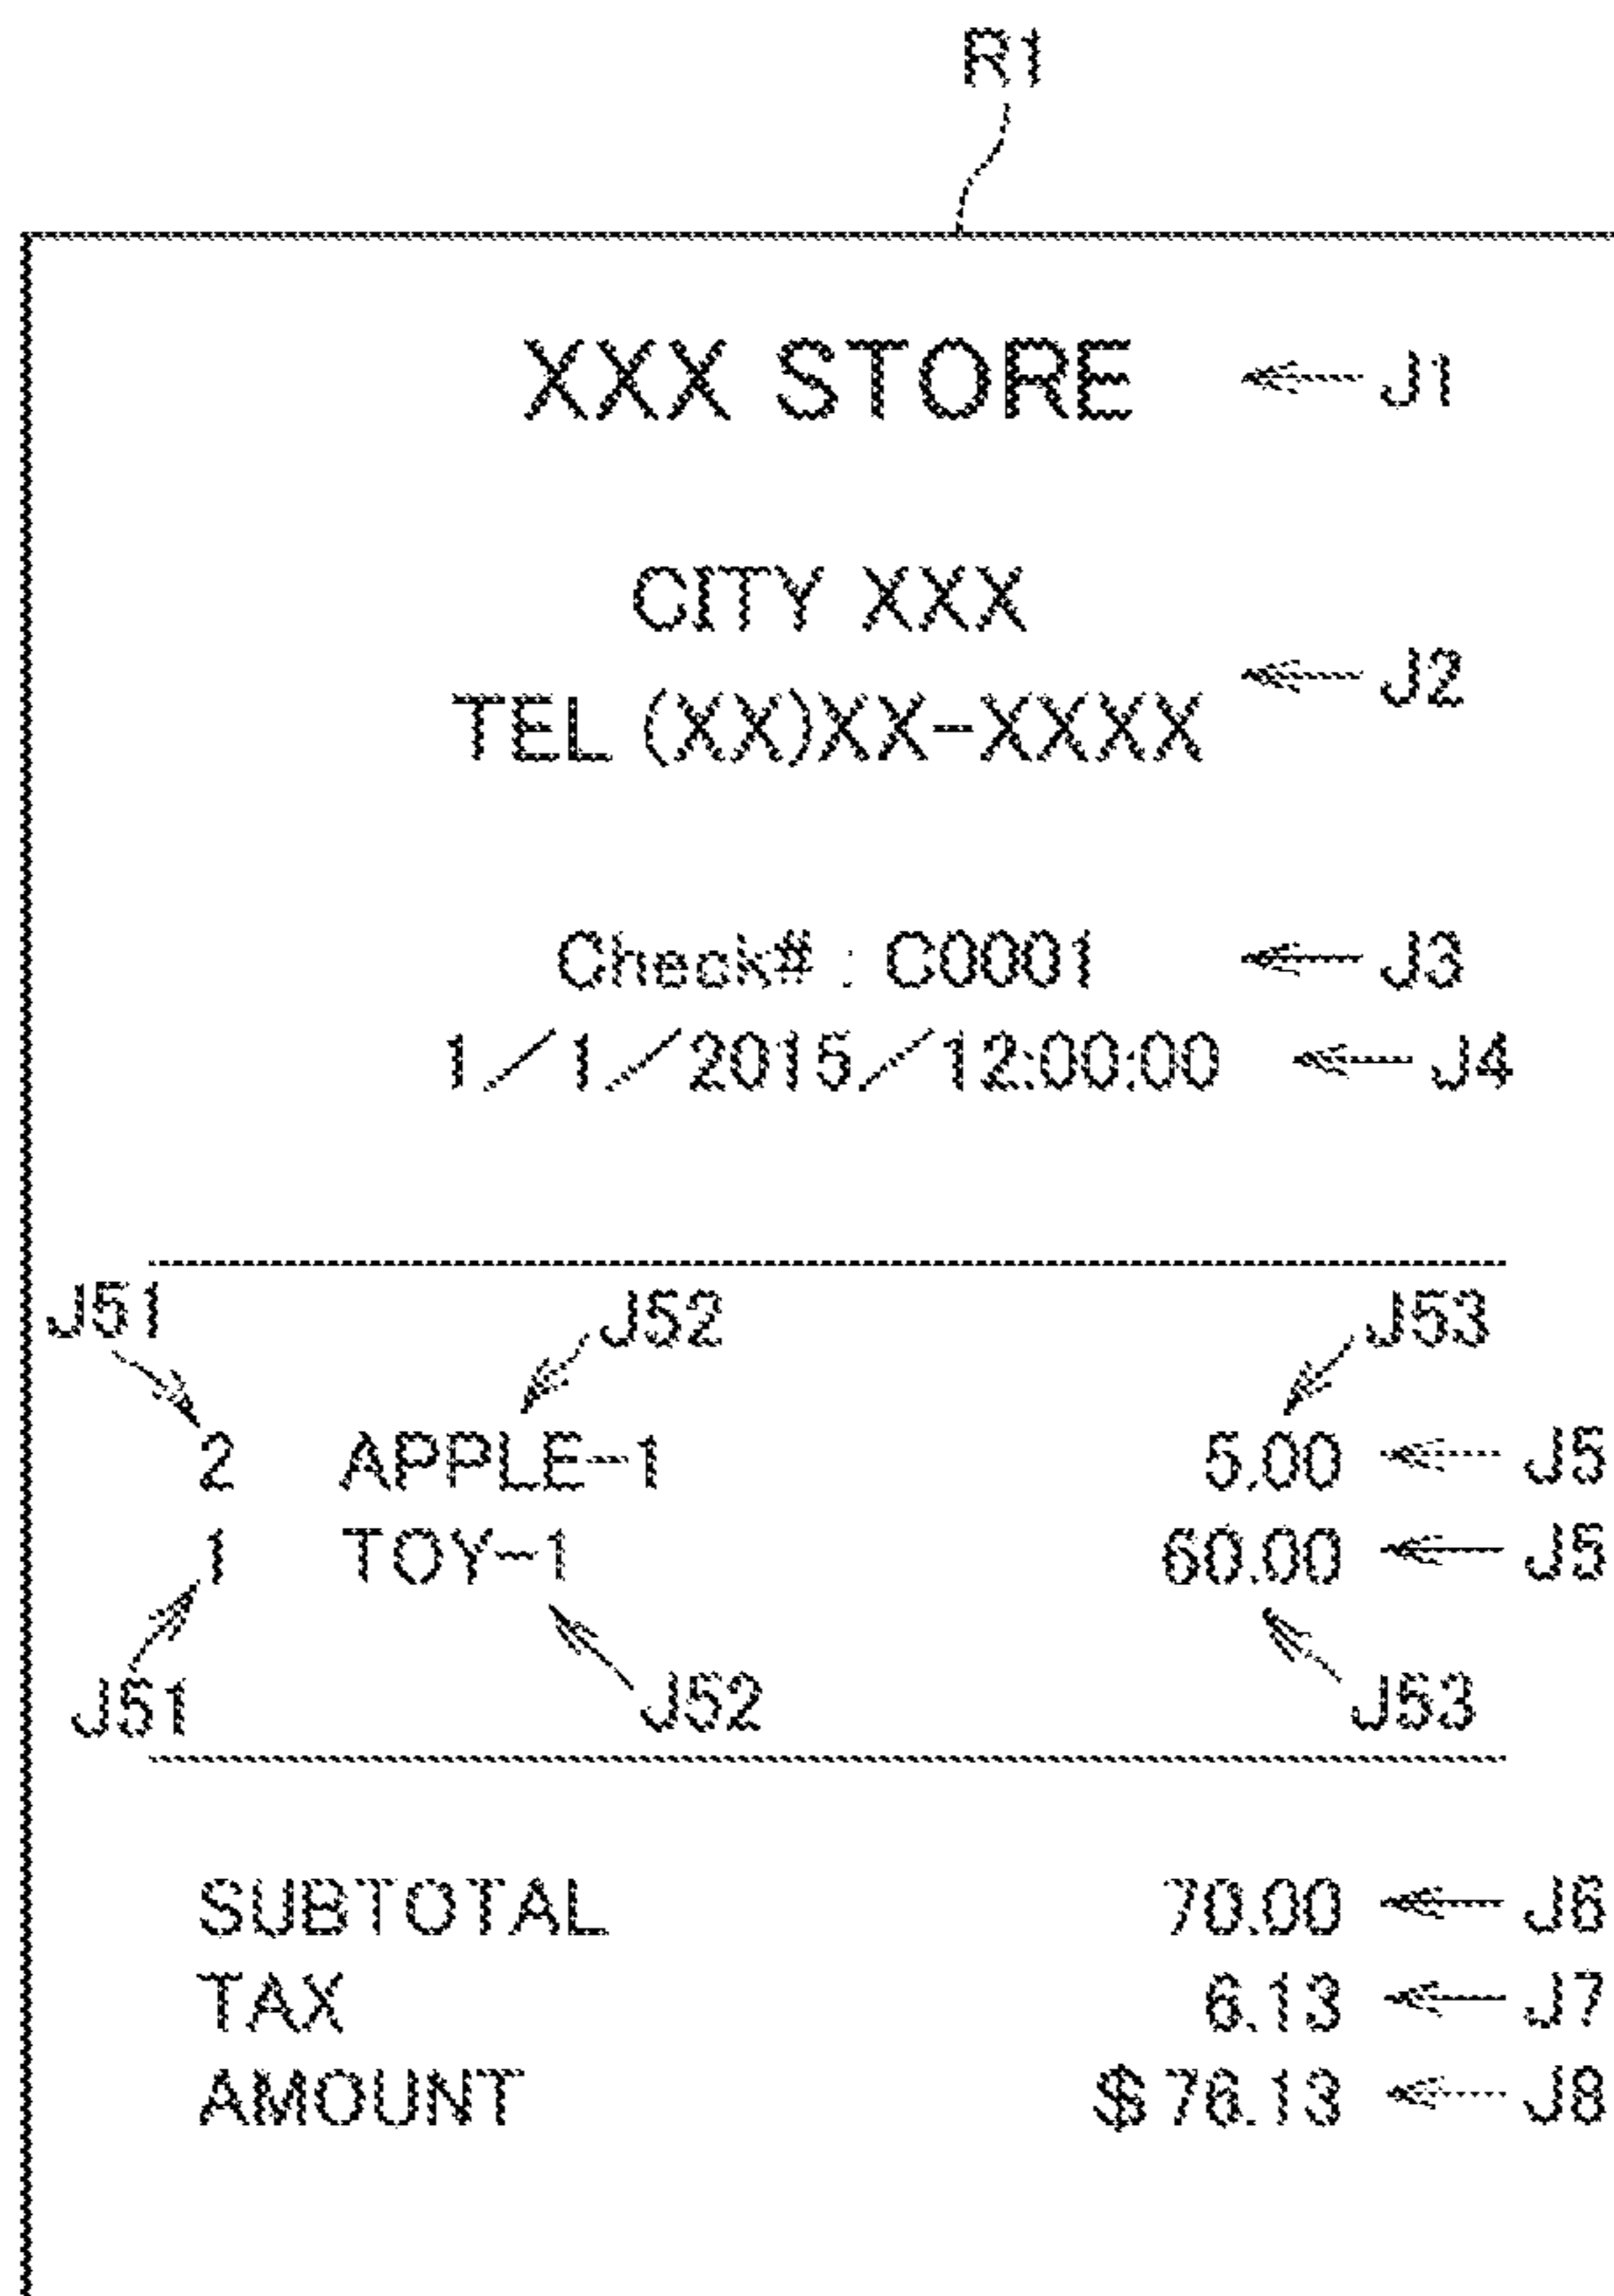 R1
XXX STORE J1
CITY XXX
J2
TEL (XX)XX-XXXX
Check# : C0001 J3
1/1/2015/12:00:00 J4
J51 J52 J53
2 APPLE-1 5.00 J5
1 TOY-1 60.00 J5
J51 J52 J53
SUBTOTAL 70.00 J6
TAX 6.13 J7
AMOUNT $76.13 J8